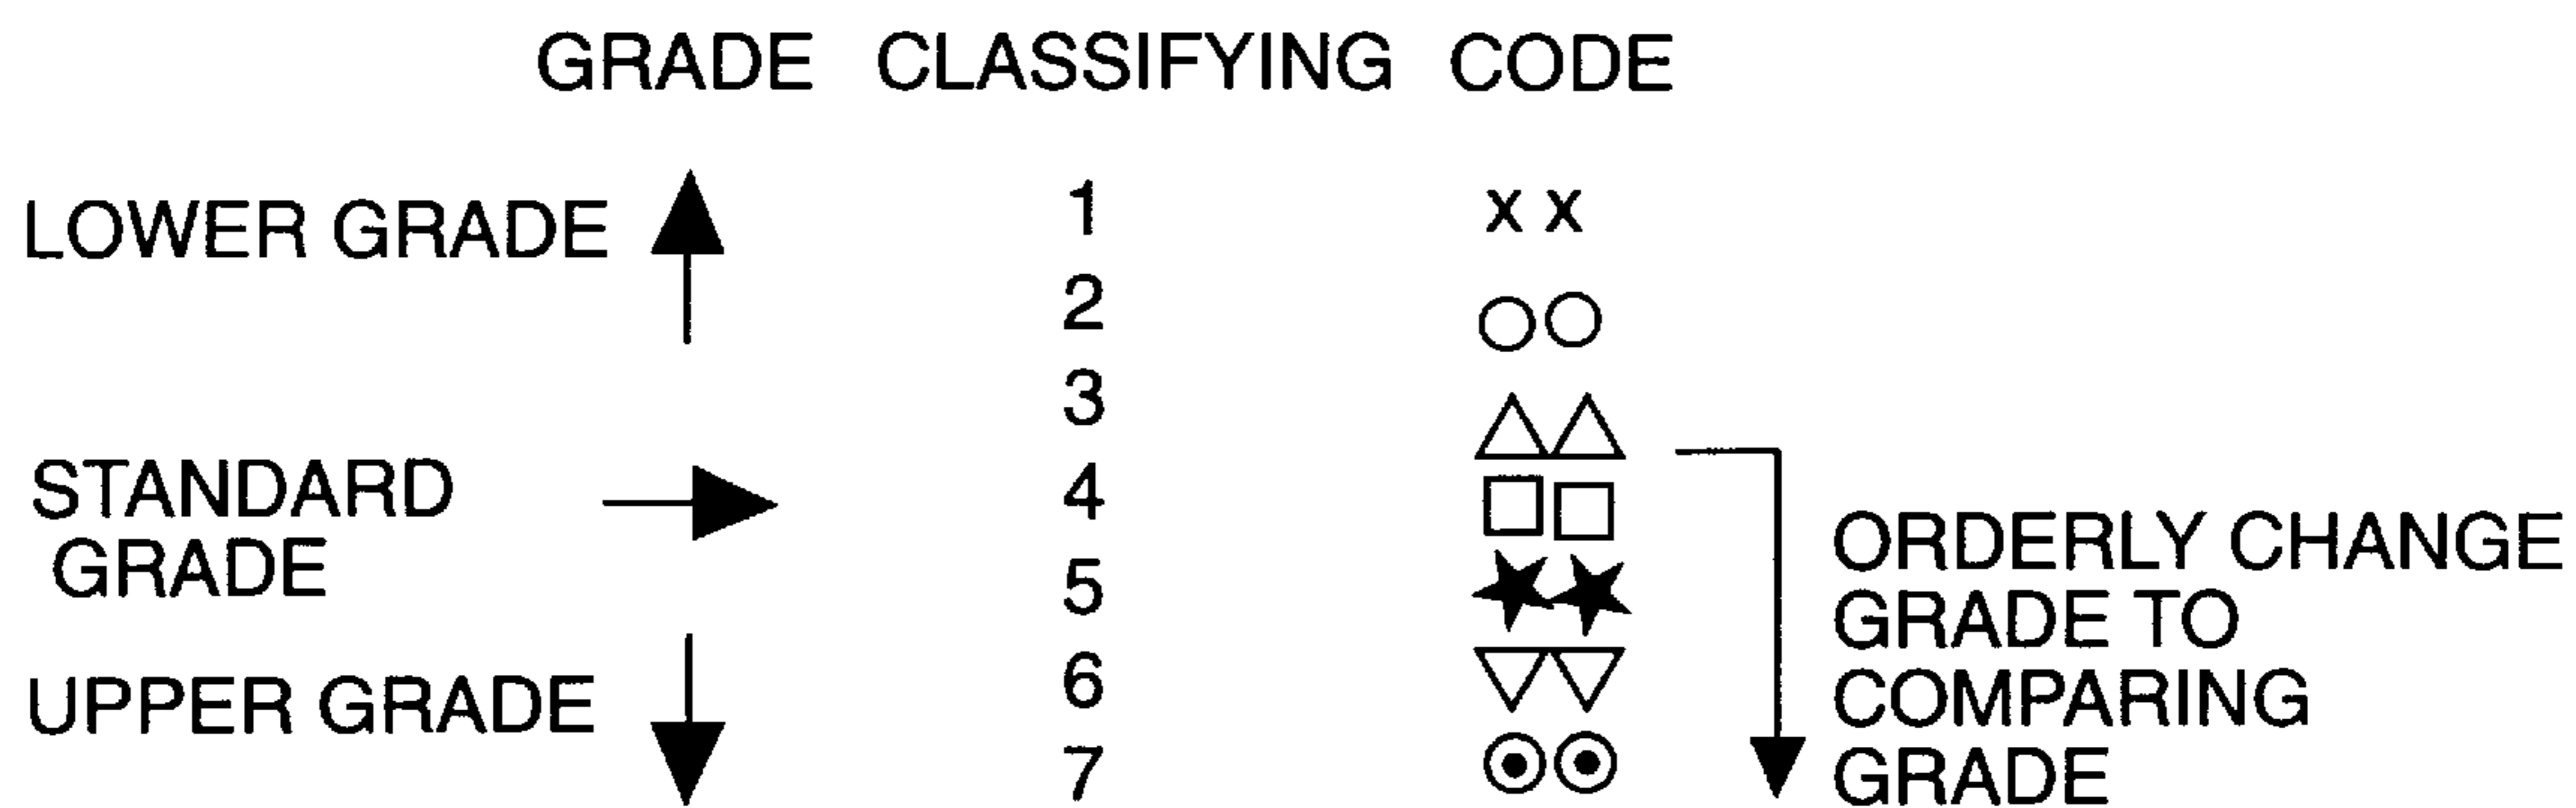 GRADE CLASSIFYING CODE
LOWER GRADE 1 x x
2 ○○
3 △△
STANDARD 4 □□
GRADE
5 ★★
UPPER GRADE 6 ▽▽
7 ◉◉
ORDERLY CHANGE
GRADE TO
COMPARING
GRADE